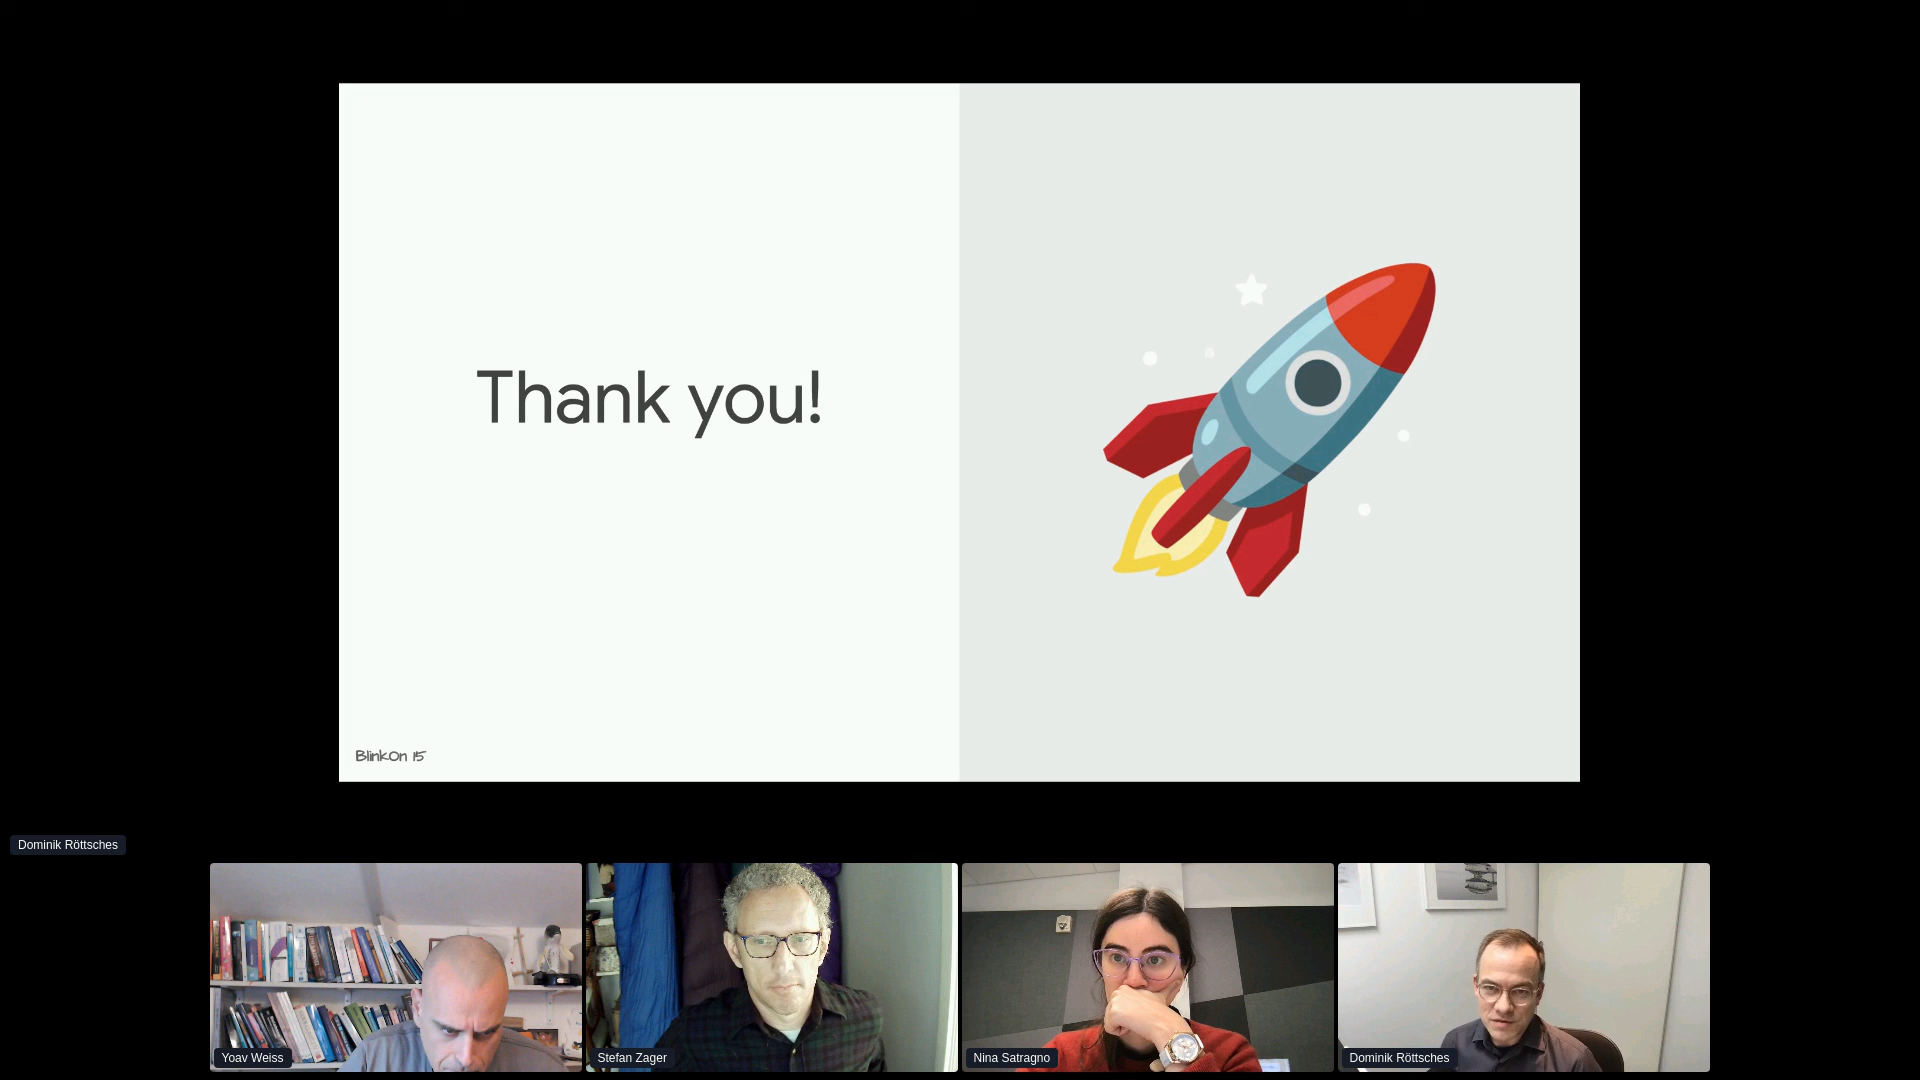 Thank you!
BlinkOn 15
Dominik Röttsches
Yoav Weiss
Stefan Zager
Nina Satragno
Dominik Röttsches